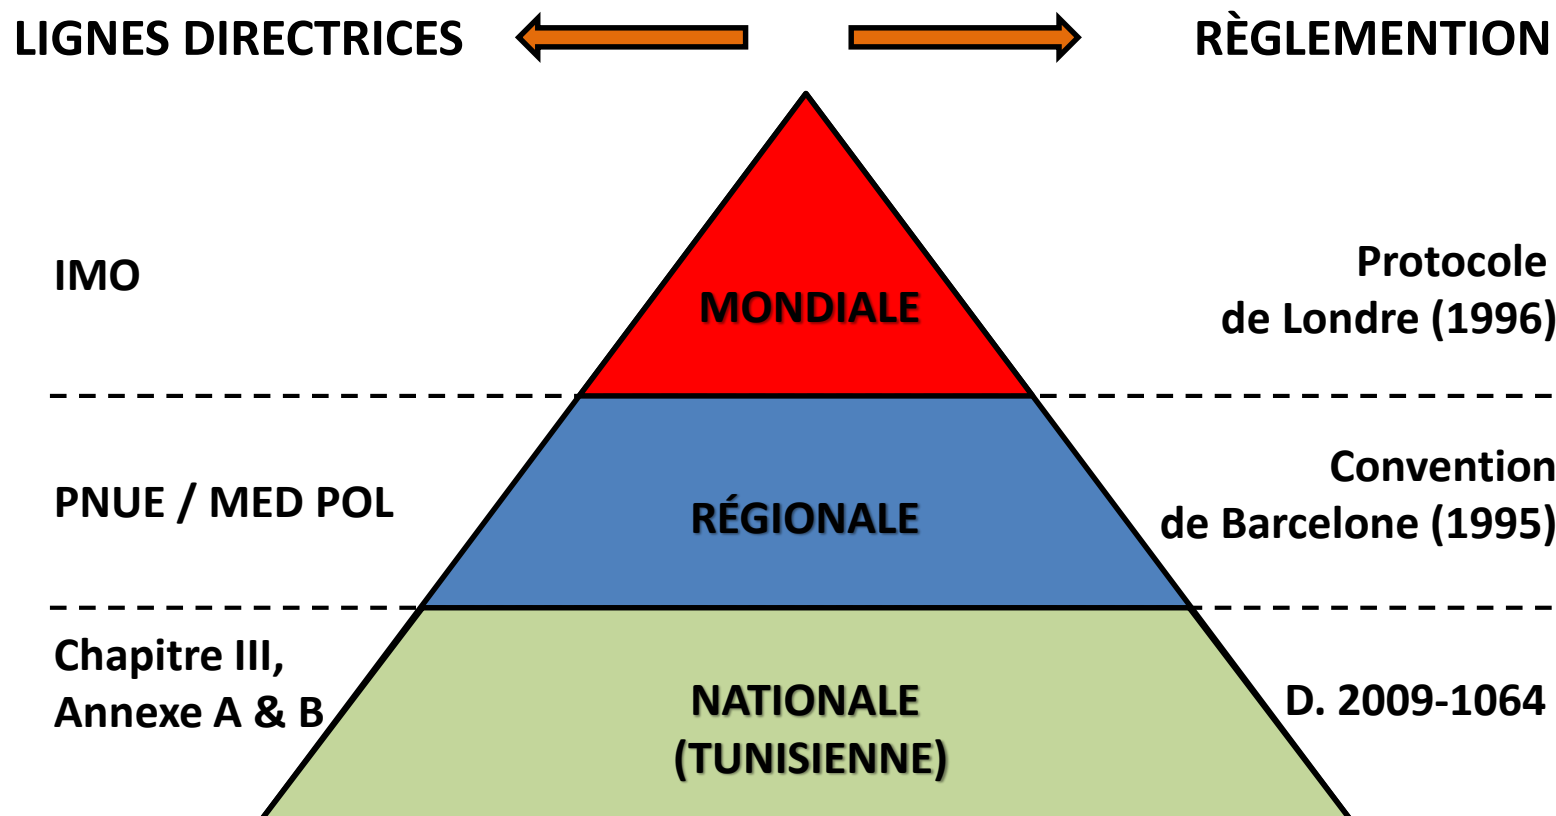 LIGNES DIRECTRICES
RÈGLEMENTION
IMO
MONDIALE
Protocole
de Londre (1996)
PNUE / MED POL
RÉGIONALE
Convention
de Barcelone (1995)
Chapitre III,
Annexe A & B
NATIONALE
(TUNISIENNE)
D. 2009-1064